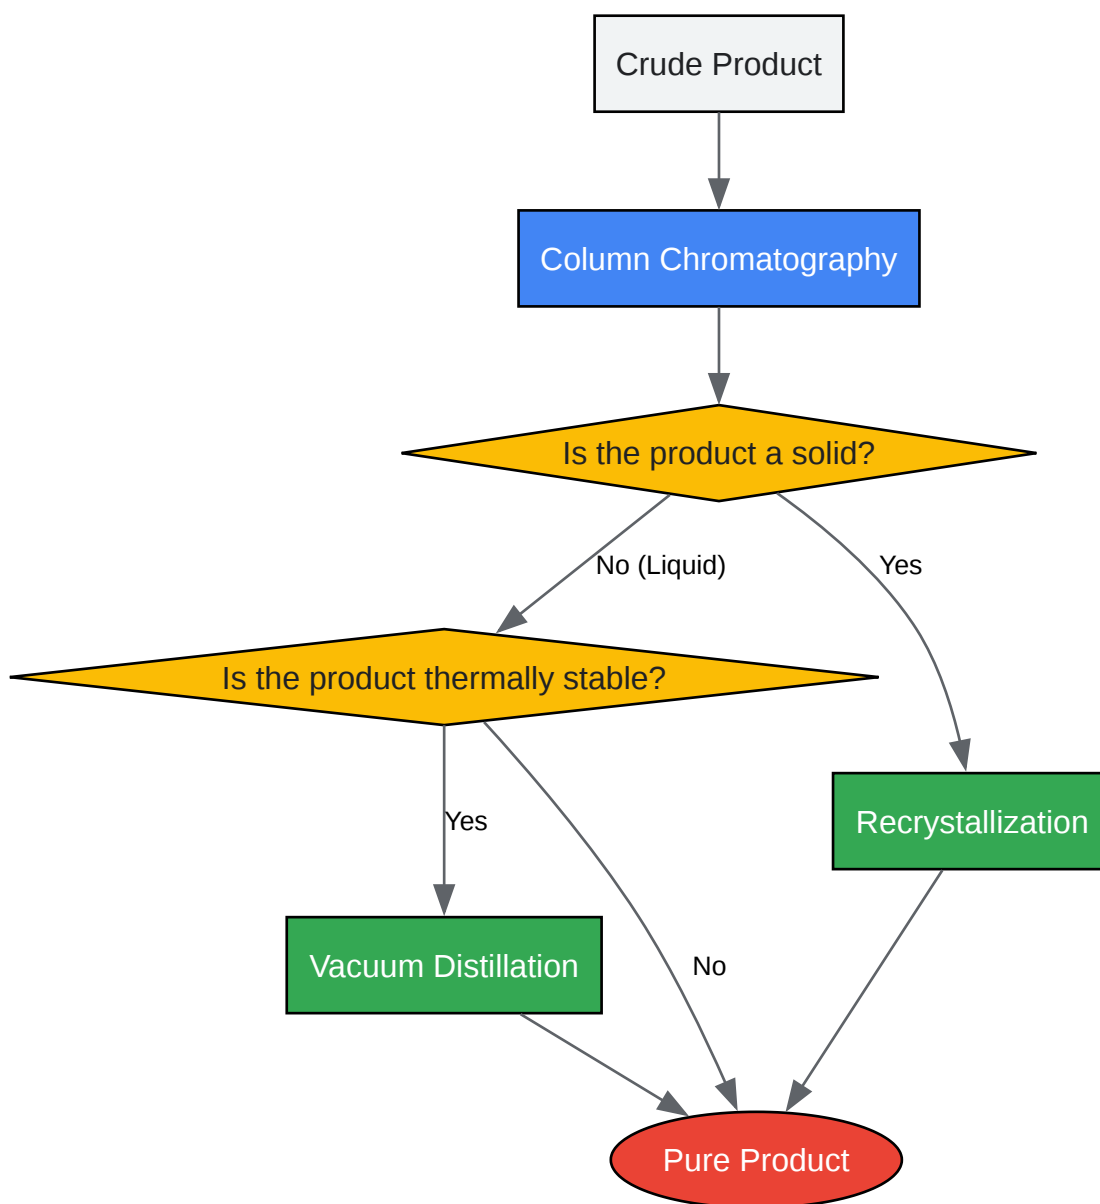 Crude Product
Column Chromatography
Is the product a solid?
No (Liquid)
Yes
Is the product thermally stable?
Yes
Recrystallization
Vacuum Distillation
No
Pure Product